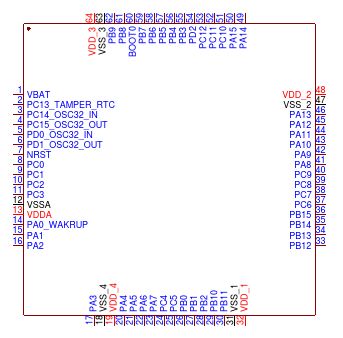 64 63 62 61 60 59 58 57 56 55 54 53 52 51 50 49
VDD_3 VSS_3 PB9 PB8 BOOT0 PB7 PB6 PB5 PB4 PB3 PD2 PC12 PC11 PC10 PA15 PA14
1 VBAT VDD_2 48
2 PC13_TAMPER_RTC VSS_2 47
3 PC14_OSC32_IN PA13 46
4 PC15_OSC32_OUT PA12 45
5 PD0_OSC32_IN PA11 44
6 PD1_OSC32_OUT PA10 43
7 NRST PA9 42
8 PC0 PA8 41
9 PC1 PC9 40
10 PC2 PC8 39
11 PC3 PC7 38
12 VSSA PC6 37
13 VDDA PB15 36
14 PA0_WAKRUP PB14 35
15 PA1 PB13 34
16 PA2 PB12 33
PA3 VSS_4 VDD_4 PA4 PA5 PA6 PA7 PC4 PC5 PB0 PB1 PB2 PB10 PB11 VSS_1 VDD_1
17 18 19 20 21 22 23 24 25 26 27 28 29 30 31 32